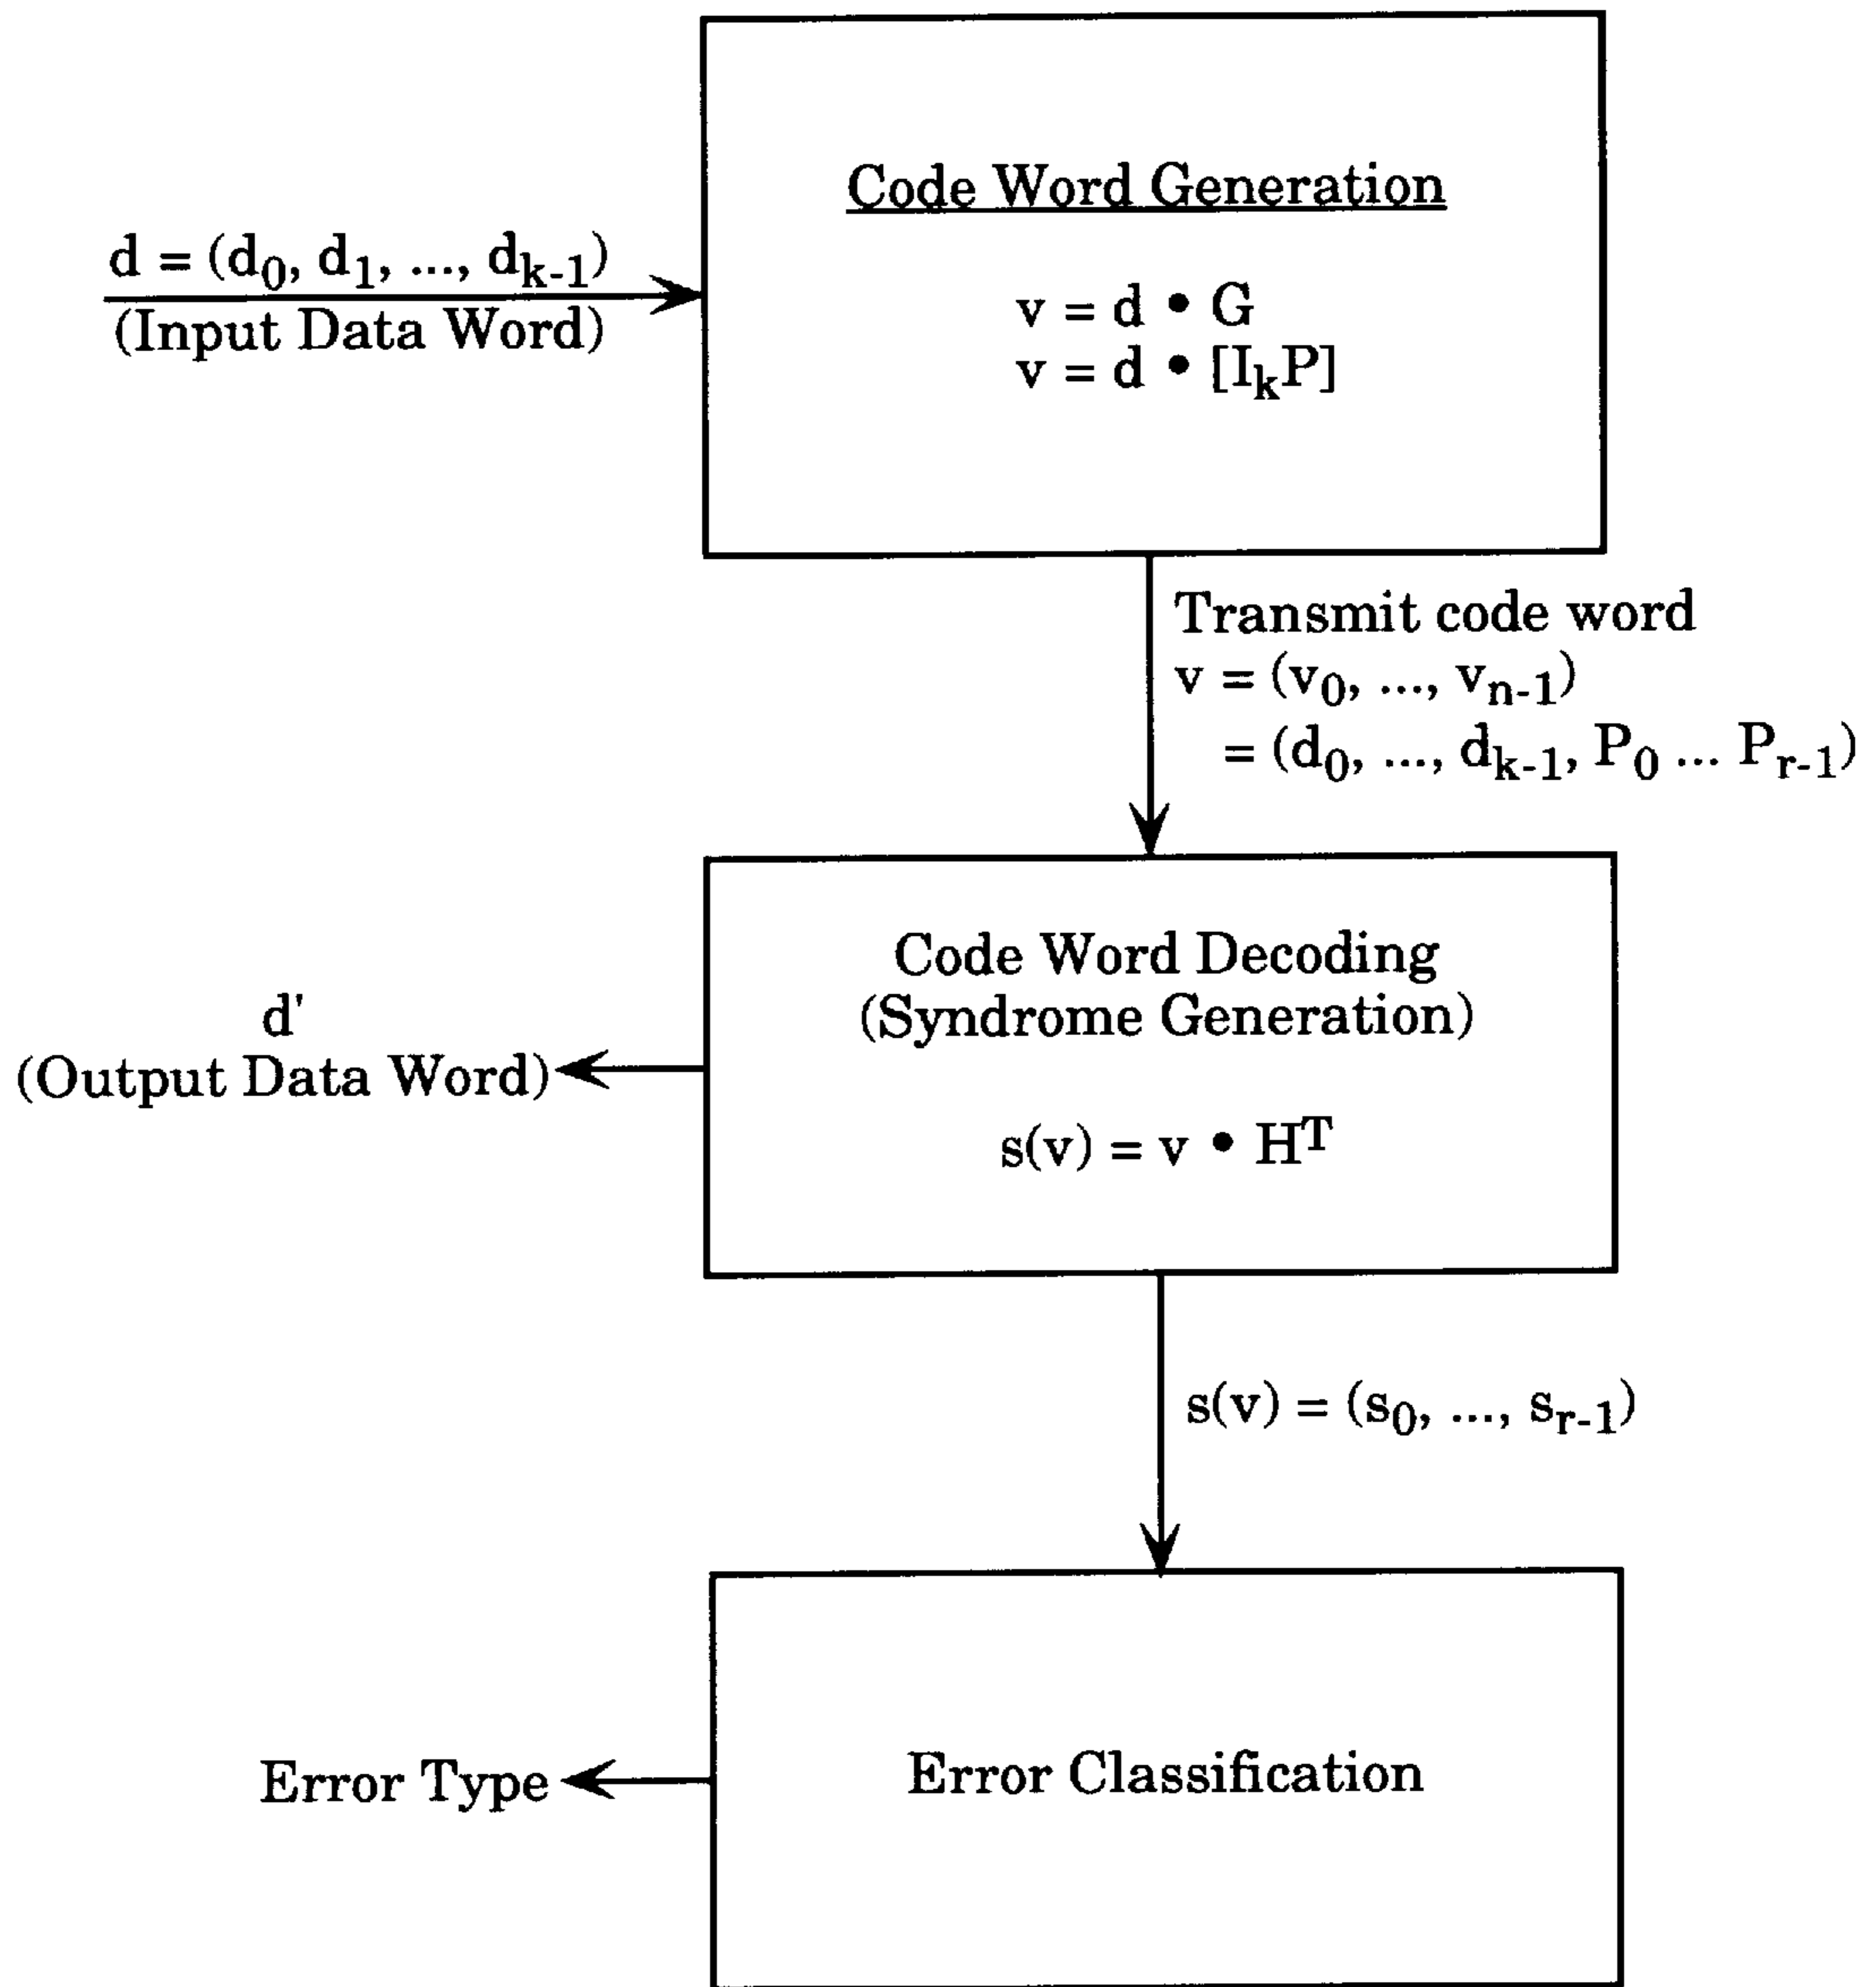 Code Word Generation
d = (d₀, d₁, ..., dₖ₋₁)
(Input Data Word)
v = d • G
v = d • [IₖP]
Transmit code word
v = (v₀, ..., vₙ₋₁)
= (d₀, ..., dₖ₋₁, P₀ ... Pᵣ₋₁)
Code Word Decoding
(Syndrome Generation)
d'
(Output Data Word)
s(v) = v • Hᵀ
s(v) = (s₀, ..., sᵣ₋₁)
Error Type
Error Classification